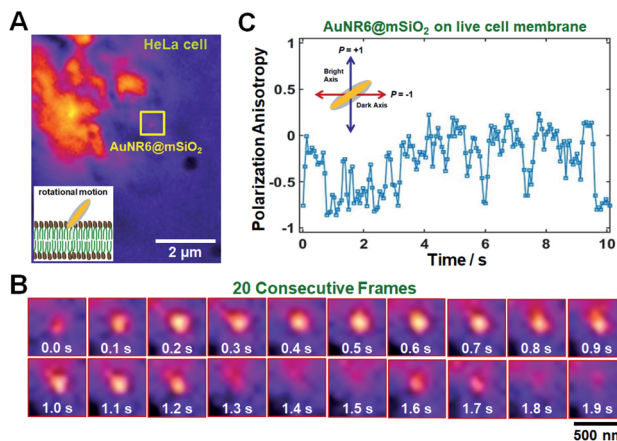 A
HeLa cell
AuNR6@mSiO₂
rotational motion
2 μm
C
AuNR6@mSiO₂ on live cell membrane
Polarization Anisotropy
1
0.5
0
-0.5
-1
P = +1
Bright
Axis
P = -1
Dark Axis
0 2 4 6 8 10
Time / s
B
20 Consecutive Frames
0.0 s 0.1 s 0.2 s 0.3 s 0.4 s 0.5 s 0.6 s 0.7 s 0.8 s 0.9 s
1.0 s 1.1 s 1.2 s 1.3 s 1.4 s 1.5 s 1.6 s 1.7 s 1.8 s 1.9 s
500 nm